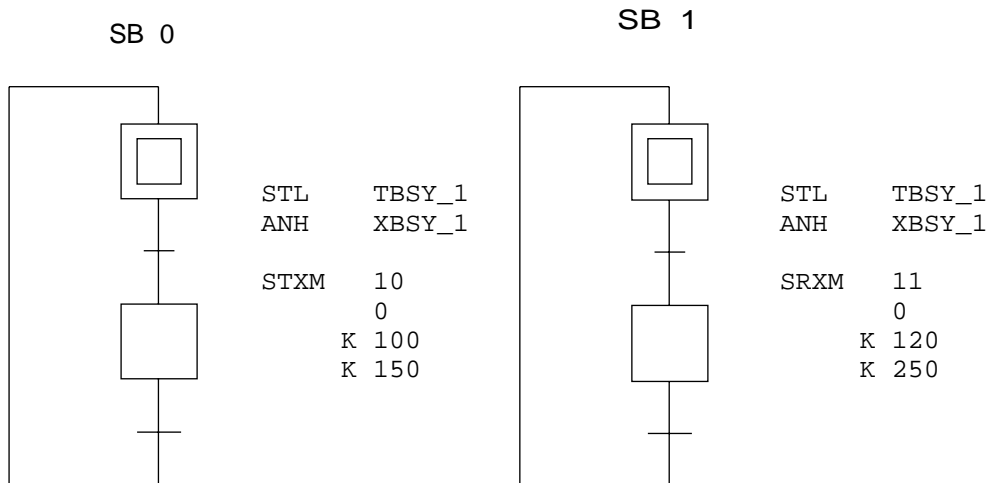 SB 0
STL TBSY_1
ANH XBSY_1
STXM 10
0
K 100
K 150
SB 1
STL TBSY_1
ANH XBSY_1
SRXM 11
0
K 120
K 250